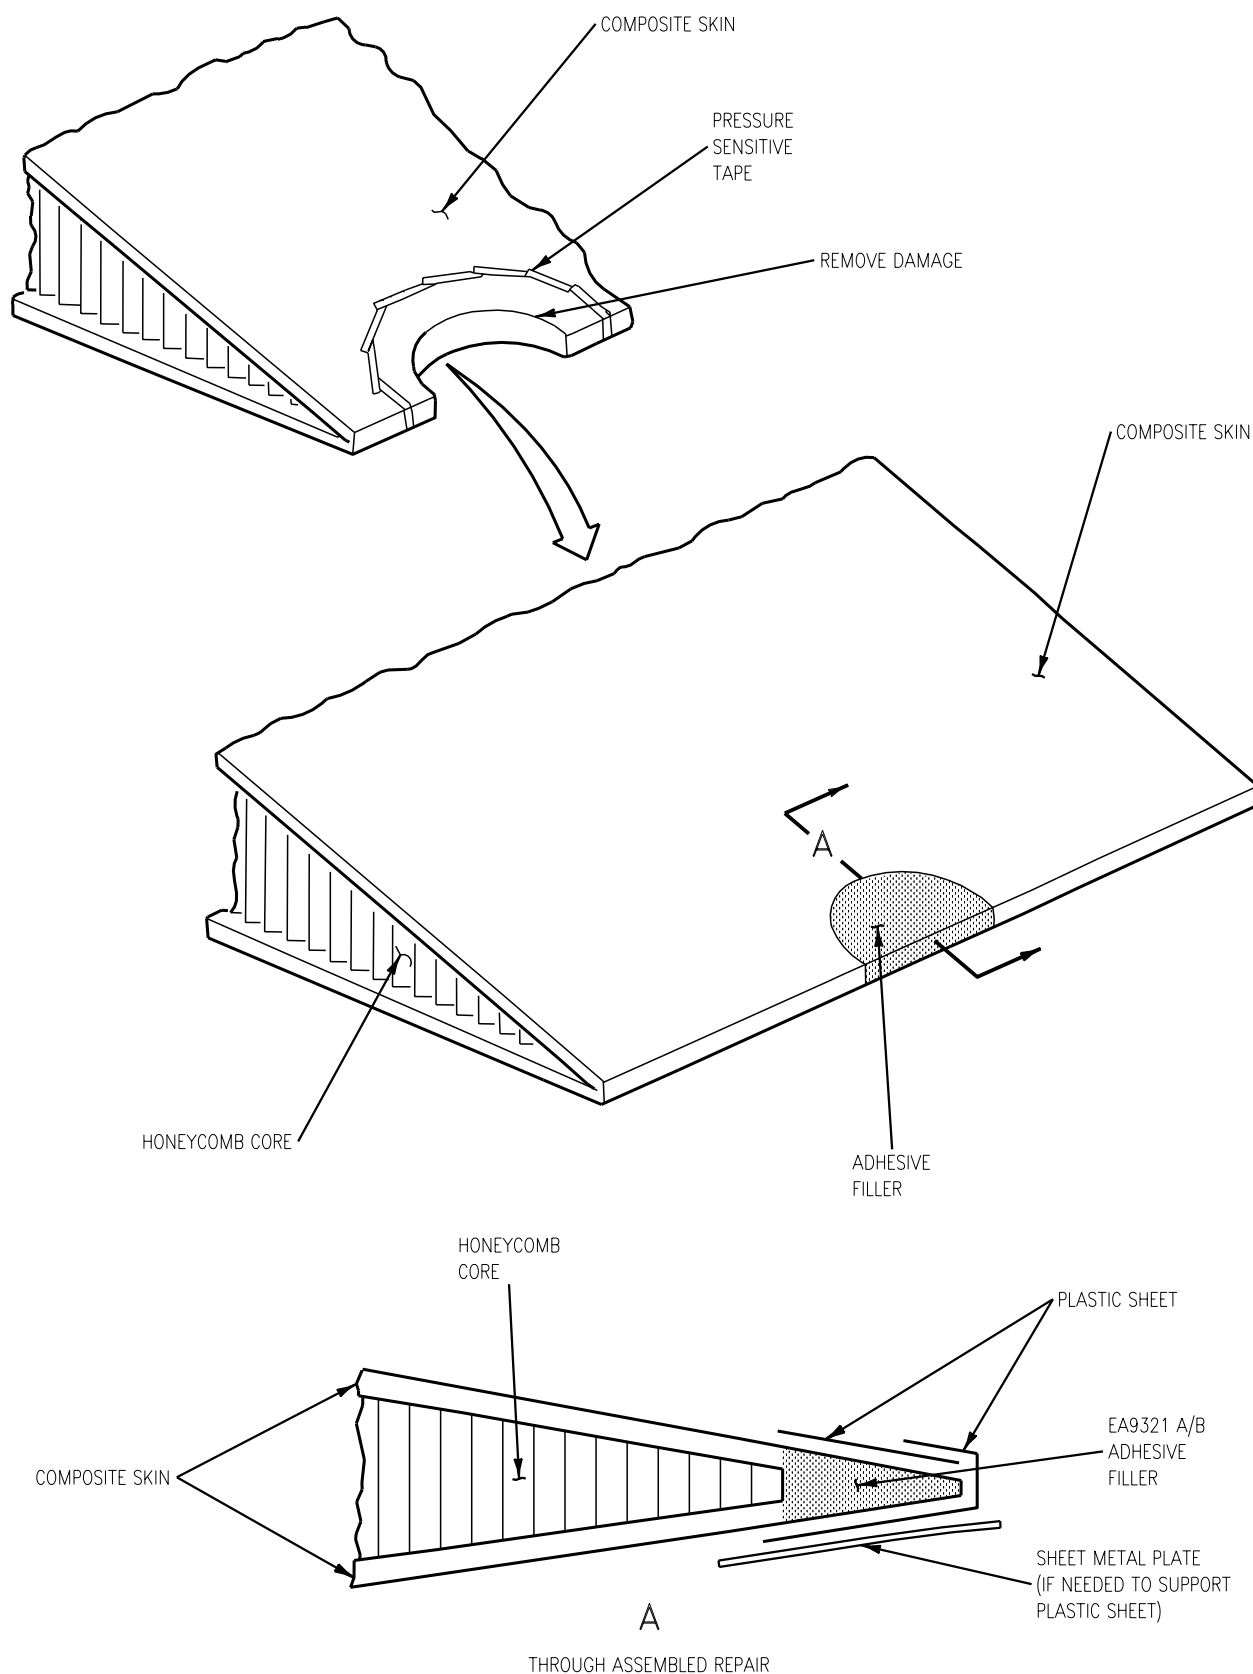 COMPOSITE SKIN
PRESSURE
SENSITIVE
TAPE
REMOVE DAMAGE
COMPOSITE SKIN
A
HONEYCOMB CORE
ADHESIVE
FILLER
HONEYCOMB
CORE
PLASTIC SHEET
EA9321 A/B
ADHESIVE
FILLER
COMPOSITE SKIN
SHEET METAL PLATE
(IF NEEDED TO SUPPORT
PLASTIC SHEET)
A
THROUGH ASSEMBLED REPAIR